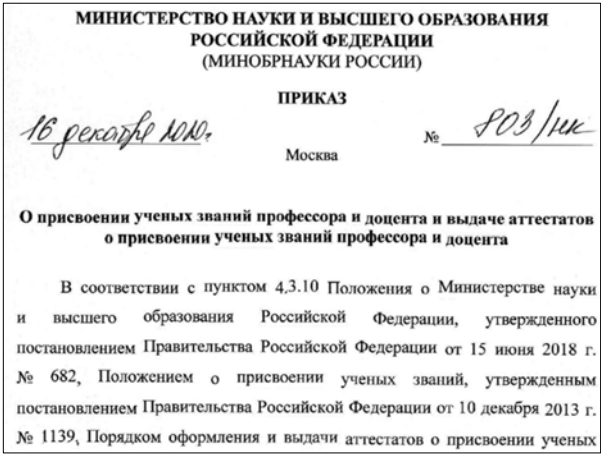 МИНИСТЕРСТВО НАУКИ И ВЫСШЕГО ОБРАЗОВАНИЯ
РОССИЙСКОЙ ФЕДЕРАЦИИ
(МИНОБРНАУКИ РОССИИ)
ПРИКАЗ
16 декабря 2020г.
№ 803/нк
Москва
О присвоении ученых званий профессора и доцента и выдаче аттестатов
о присвоении ученых званий профессора и доцента
В соответствии с пунктом 4.3.10 Положения о Министерстве науки
и высшего образования Российской Федерации, утвержденного
постановлением Правительства Российской Федерации от 15 июня 2018 г.
№ 682, Положением о присвоении ученых званий, утвержденным
постановлением Правительства Российской Федерации от 10 декабря 2013 г.
№ 1139, Порядком оформления и выдачи аттестатов о присвоении ученых